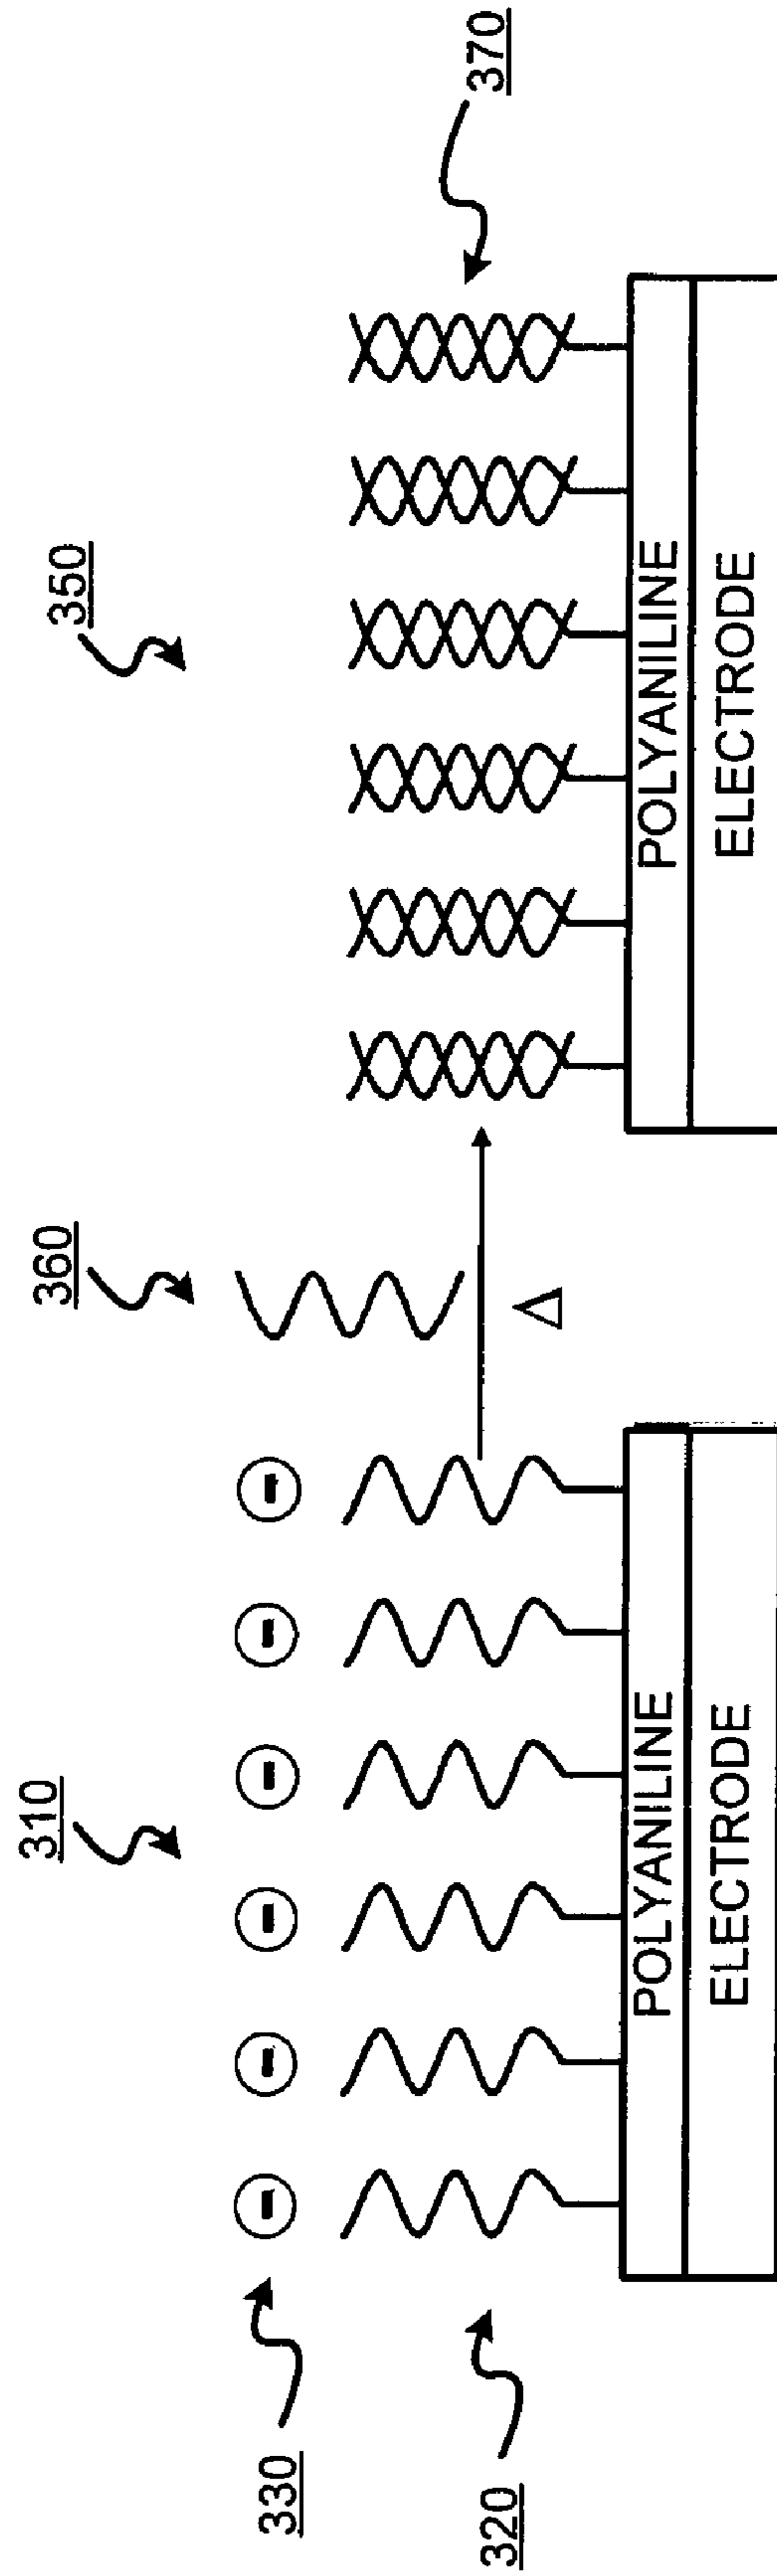 310
360
350
330
320
370
Δ
POLYANILINE
ELECTRODE
POLYANILINE
ELECTRODE